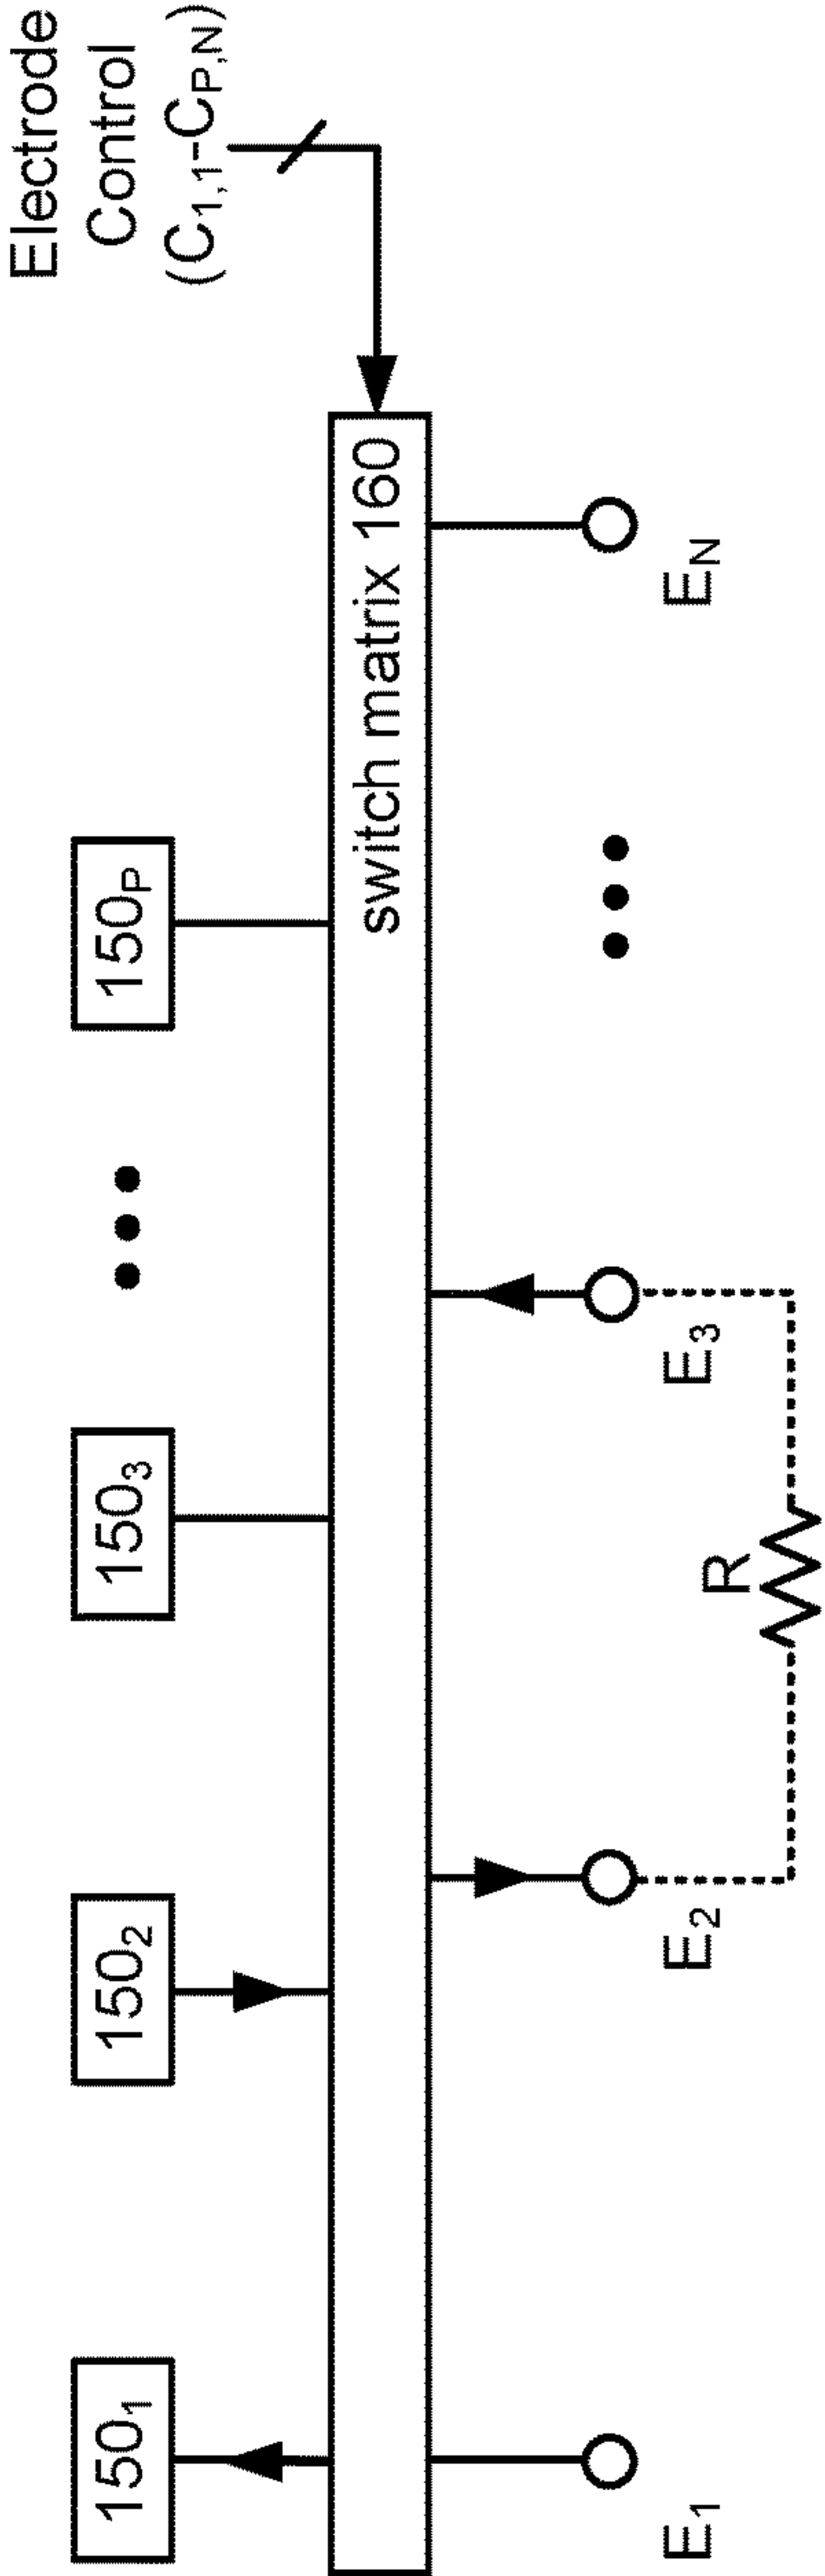 Electrode
Control
(C1,1-CP,N)
1501
1502
1503
150P
switch matrix 160
E1
E2
E3
EN
R